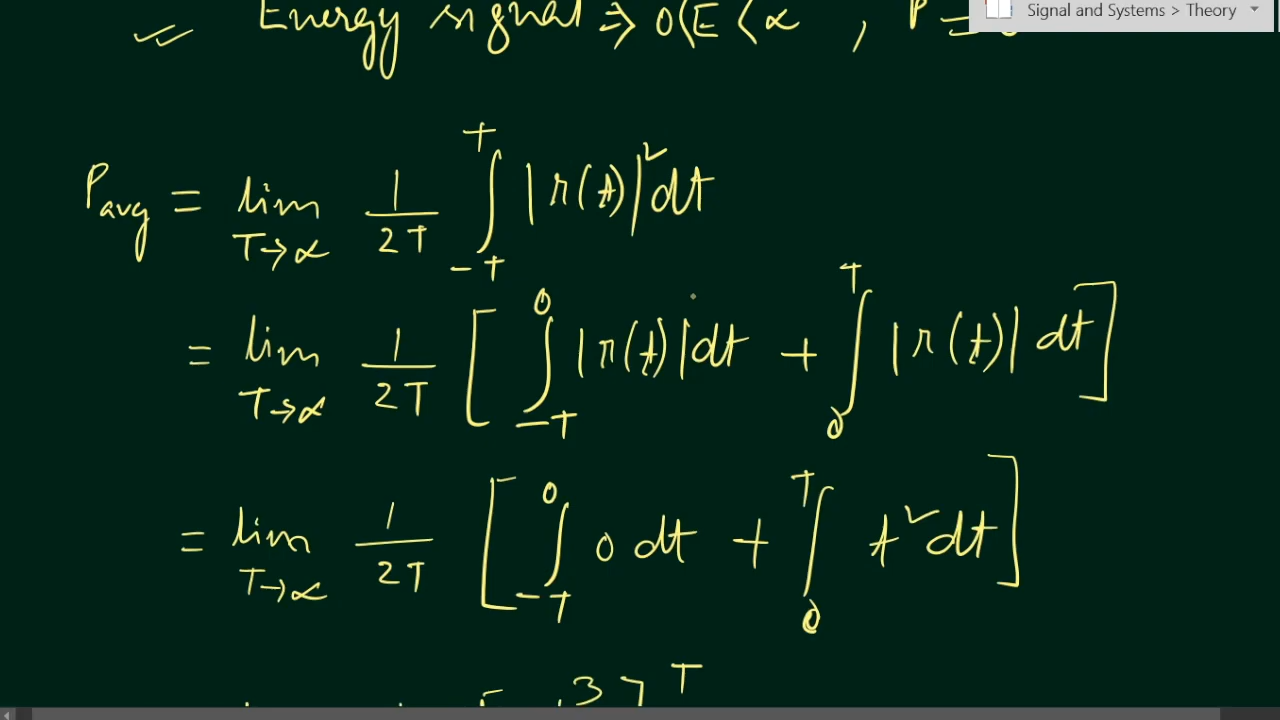 Signal and Systems > Theory
Energy signal ⇒ 0<E<∝ , P = 0
P_avg = lim_{T→∝} 1/2T ∫_{-T}^{T} |r(t)|² dt
= lim_{T→∝} 1/2T [ ∫_{-T}^{0} |r(t)| dt + ∫_{0}^{T} |r(t)| dt ]
= lim_{T→∝} 1/2T [ ∫_{-T}^{0} 0 dt + ∫_{0}^{T} t² dt ]